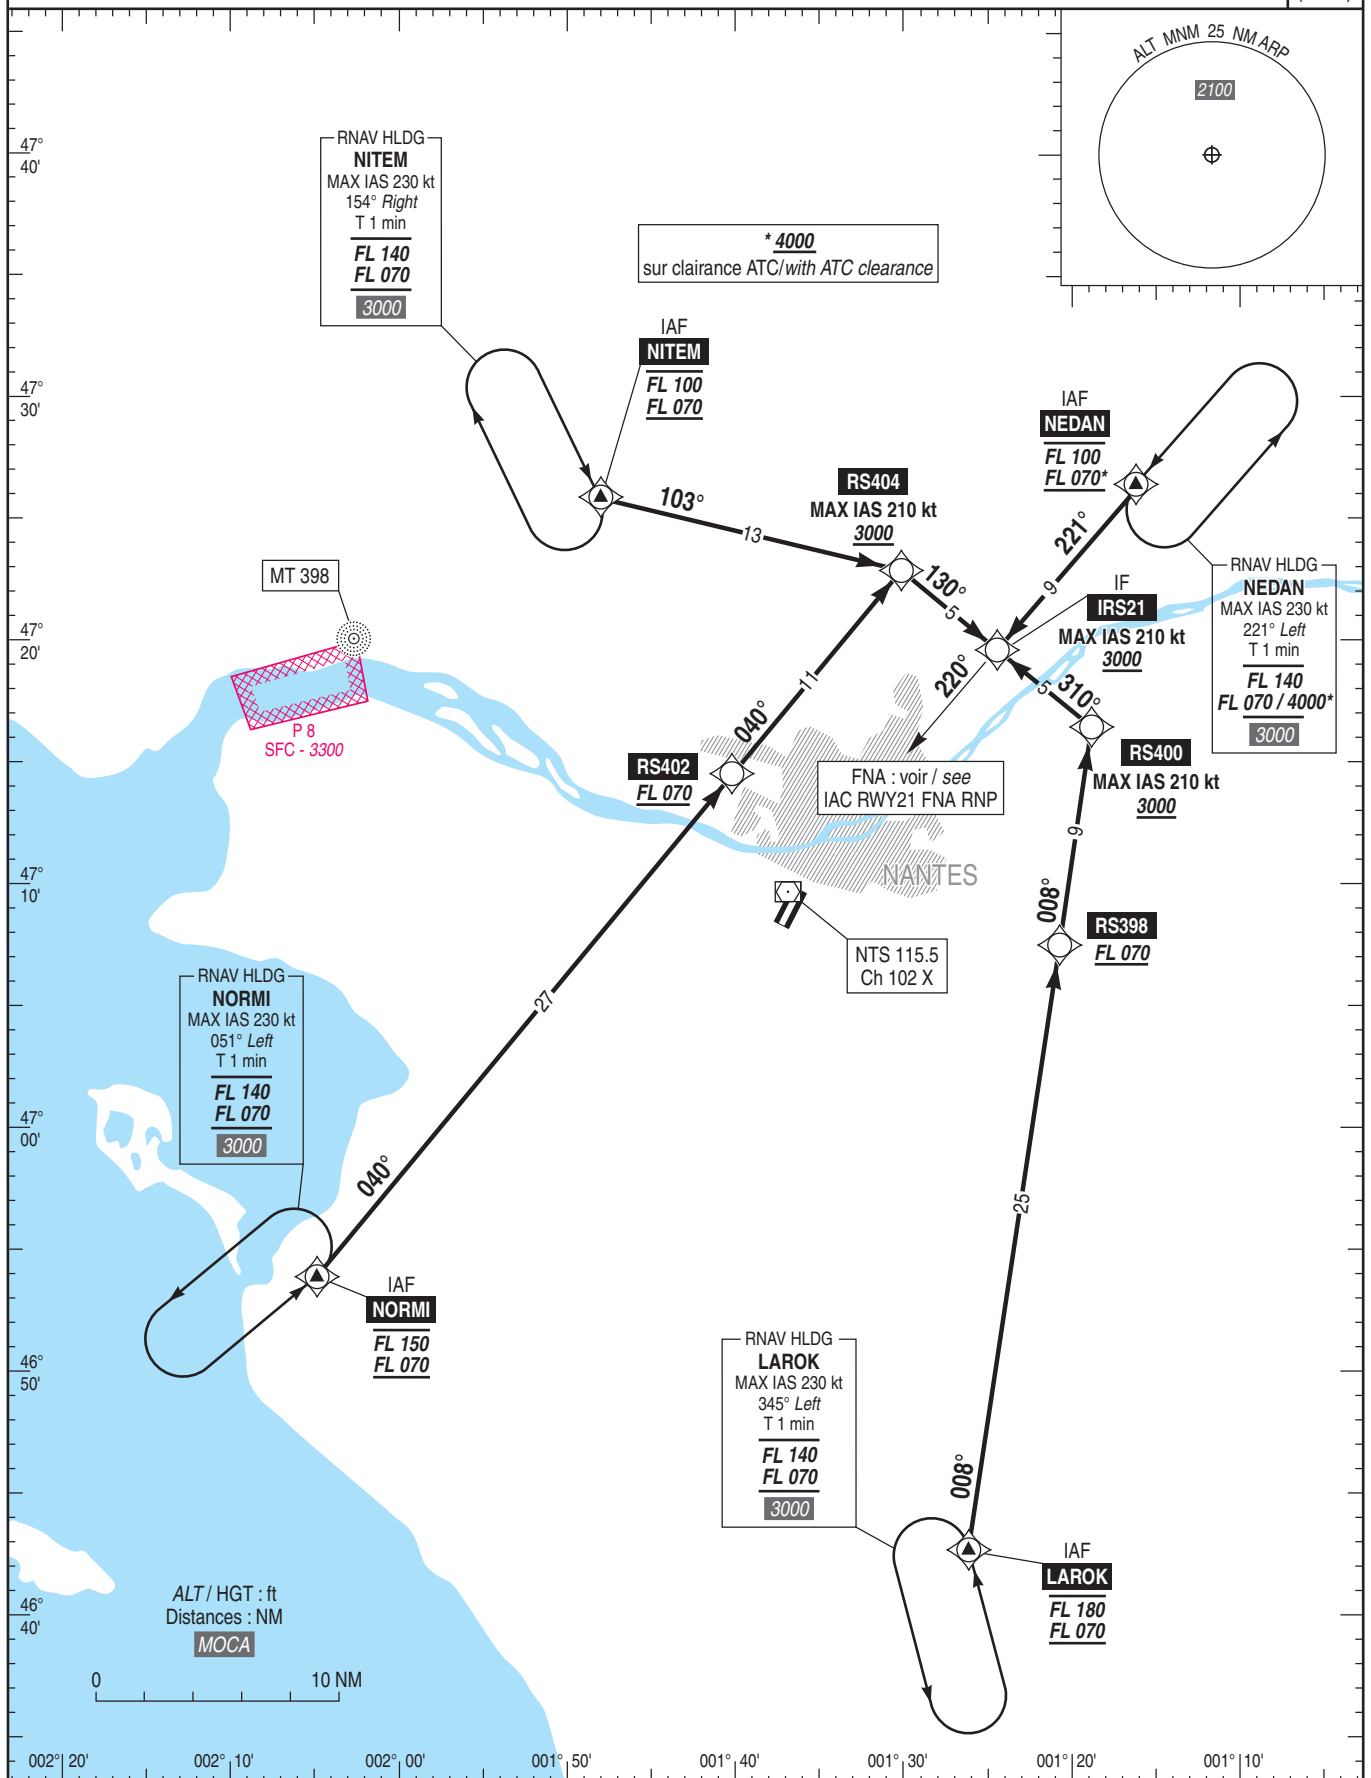 ALT MNM 25 NM ARP
2100
47°
40'
RNAV HLDG
NITEM
MAX IAS 230 kt
154° Right
T 1 min
FL 140
FL 070
3000
* 4000
sur clairance ATC/with ATC clearance
IAF
NITEM
FL 100
FL 070
47°
30'
IAF
NEDAN
FL 100
FL 070*
RS404
MAX IAS 210 kt
3000
103°
13
221°
9
130°
5
MT 398
RNAV HLDG
NEDAN
MAX IAS 230 kt
221° Left
T 1 min
FL 140
FL 070 / 4000*
3000
IF
IRS21
MAX IAS 210 kt
3000
47°
20'
220°
310°
5
11
040°
P 8
SFC - 3300
RS402
FL 070
RS400
MAX IAS 210 kt
3000
FNA : voir / see
IAC RWY21 FNA RNP
9
NANTES
47°
10'
008°
RS398
FL 070
NTS 115.5
Ch 102 X
RNAV HLDG
NORMI
MAX IAS 230 kt
051° Left
T 1 min
FL 140
FL 070
3000
27
47°
00'
040°
25
IAF
NORMI
FL 150
FL 070
46°
50'
RNAV HLDG
LAROK
MAX IAS 230 kt
345° Left
T 1 min
FL 140
FL 070
3000
008°
IAF
LAROK
FL 180
FL 070
46°
40'
ALT / HGT : ft
Distances : NM
MOCA
0 10 NM
002° 20' 002° 10' 002° 00' 001° 50' 001° 40' 001° 30' 001° 20' 001° 10'